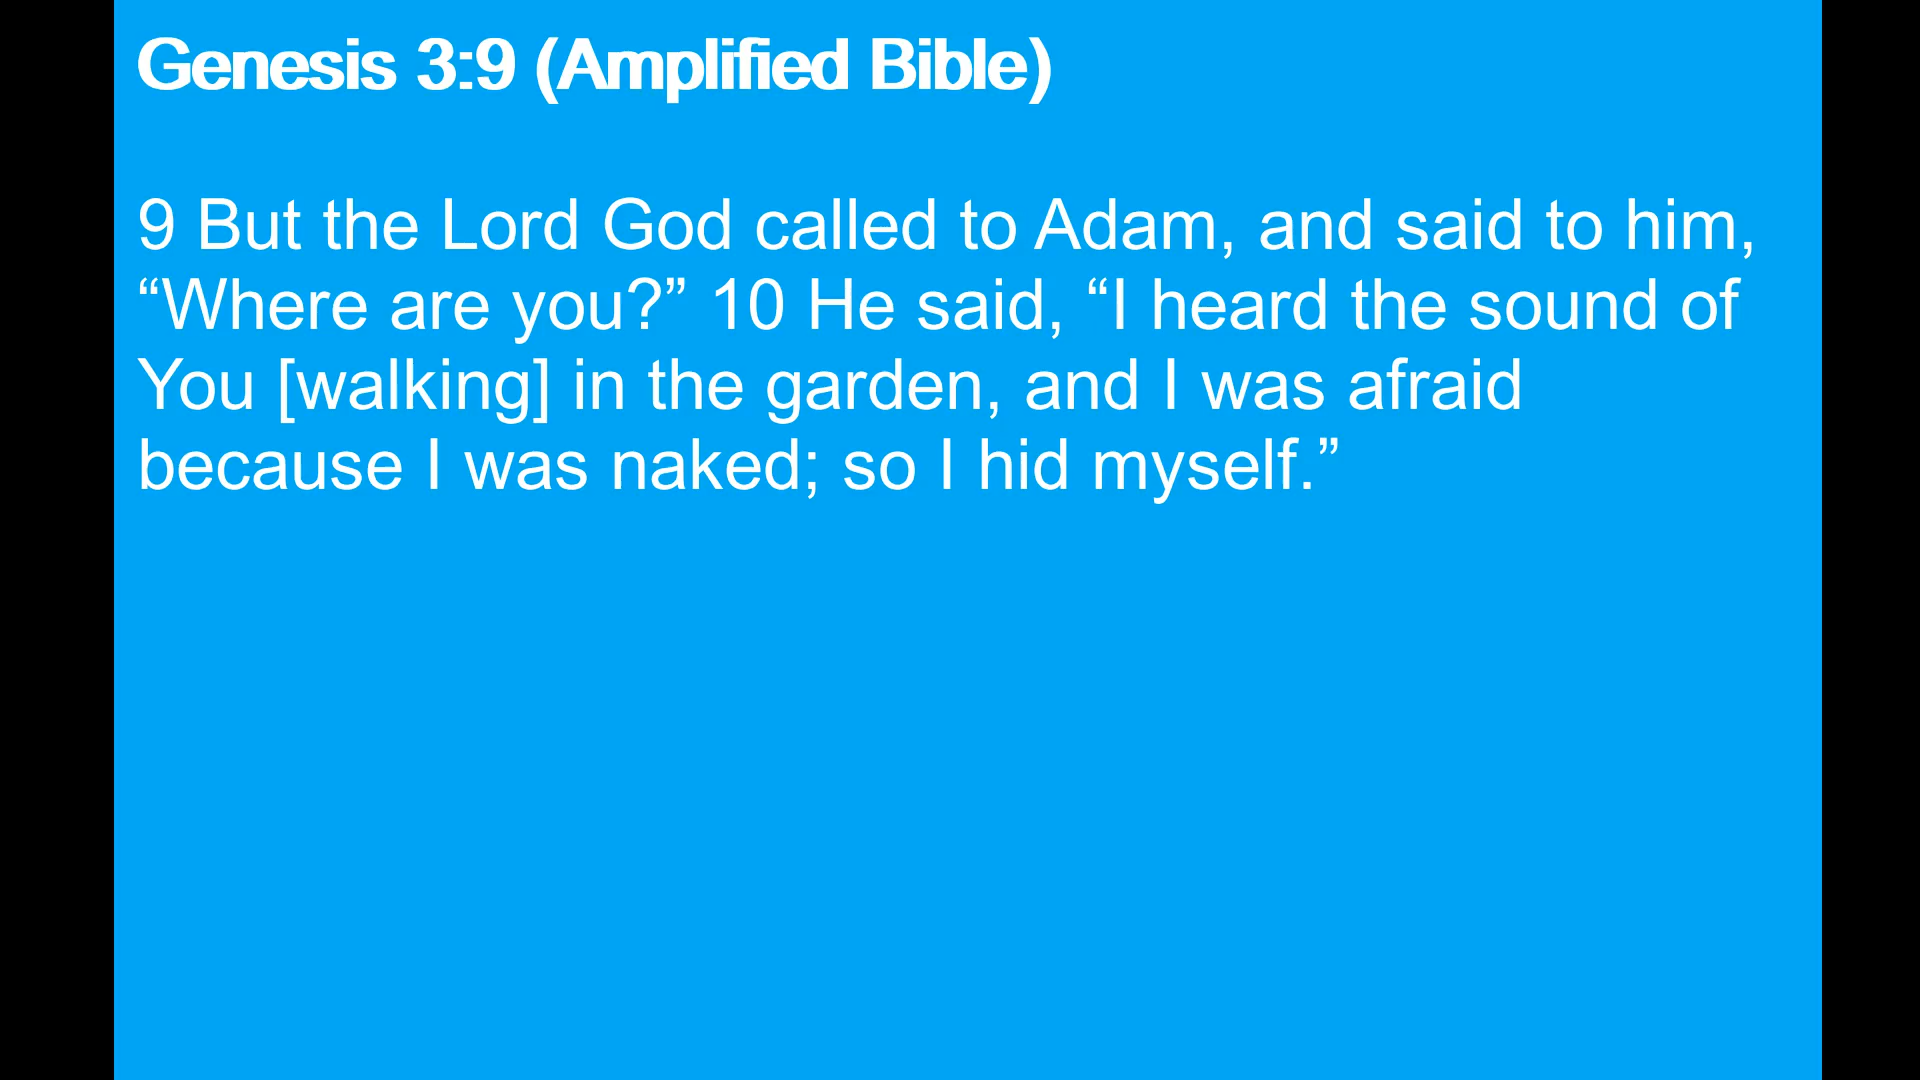 Genesis 3:9 (Amplified Bible)
9 But the Lord God called to Adam, and said to him,
“Where are you?” 10 He said, “I heard the sound of
You [walking] in the garden, and I was afraid
because I was naked; so I hid myself.”